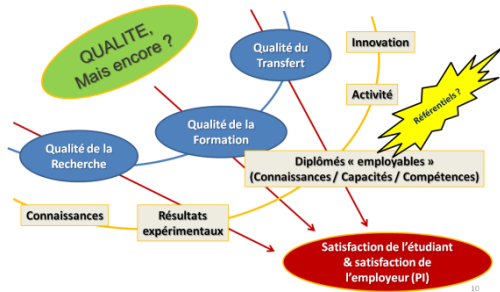 QUALITE,
Mais encore ?
Qualité du
Transfert
Innovation
Activité
Référentiels ?
Qualité de la
Formation
Qualité de la
Recherche
Diplômés « employables »
(Connaissances / Capacités / Compétences)
Connaissances
Résultats
expérimentaux
Satisfaction de l'étudiant
& satisfaction de
l'employeur (PI)
10